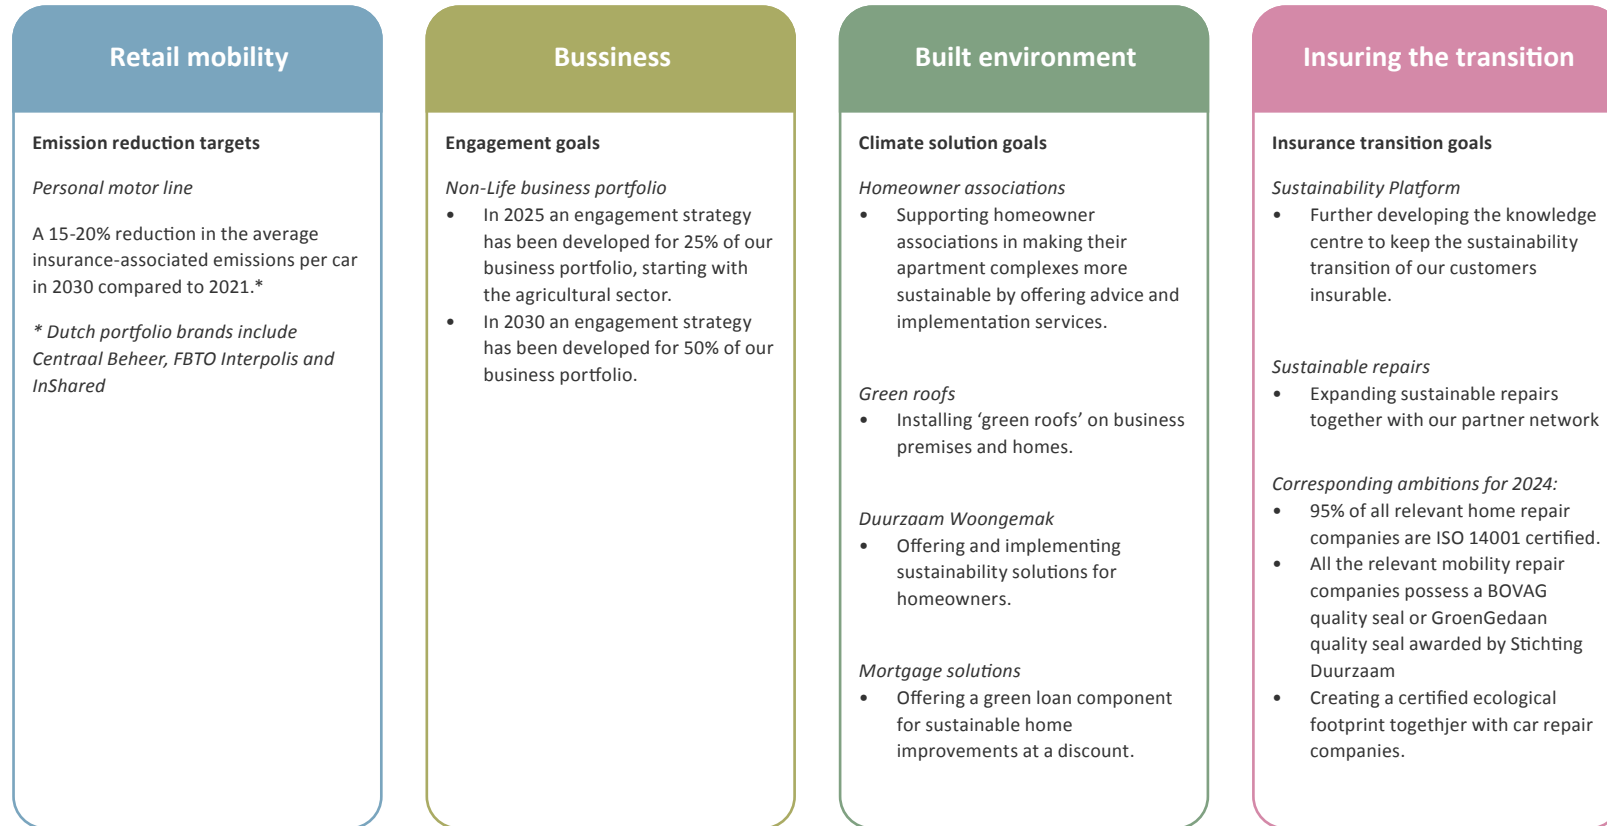 Retail mobility
Emission reduction targets
Personal motor line
A 15-20% reduction in the average
insurance-associated emissions per car
in 2030 compared to 2021.*
* Dutch portfolio brands include
Centraal Beheer, FBTO Interpolis and
InShared
Bussiness
Engagement goals
Non-Life business portfolio
• In 2025 an engagement strategy
has been developed for 25% of our
business portfolio, starting with
the agricultural sector.
• In 2030 an engagement strategy
has been developed for 50% of our
business portfolio.
Built environment
Climate solution goals
Homeowner associations
• Supporting homeowner
associations in making their
apartment complexes more
sustainable by offering advice and
implementation services.
Green roofs
• Installing ‘green roofs’ on business
premises and homes.
Duurzaam Woongemak
• Offering and implementing
sustainability solutions for
homeowners.
Mortgage solutions
• Offering a green loan component
for sustainable home
improvements at a discount.
Insuring the transition
Insurance transition goals
Sustainability Platform
• Further developing the knowledge
centre to keep the sustainability
transition of our customers
insurable.
Sustainable repairs
• Expanding sustainable repairs
together with our partner network
Corresponding ambitions for 2024:
• 95% of all relevant home repair
companies are ISO 14001 certified.
• All the relevant mobility repair
companies possess a BOVAG
quality seal or GroenGedaan
quality seal awarded by Stichting
Duurzaam
• Creating a certified ecological
footprint togethjer with car repair
companies.